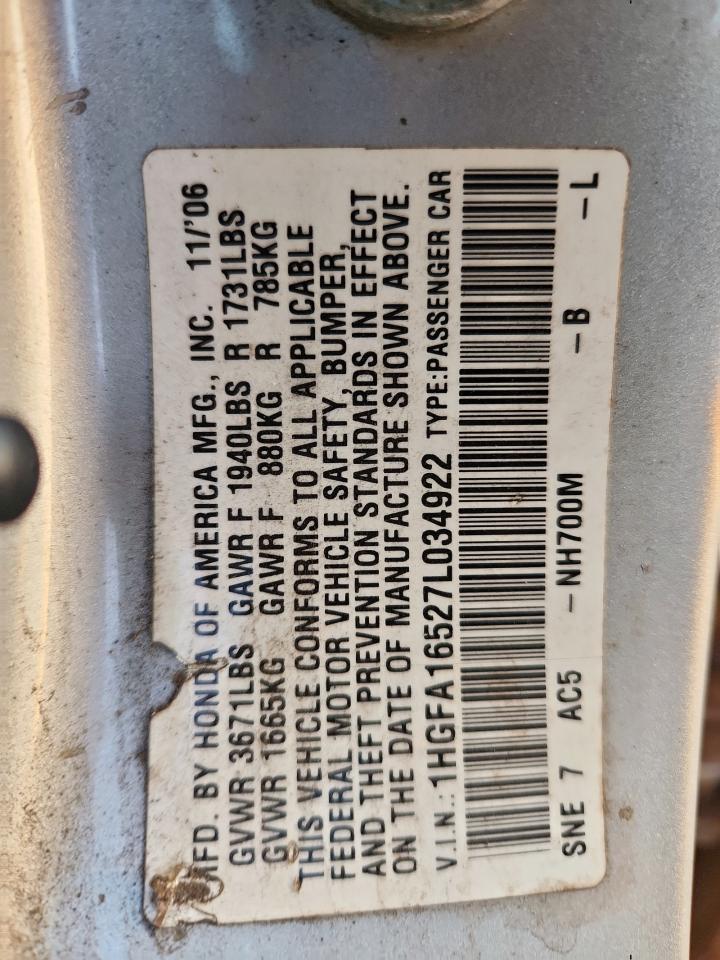 MFD. BY HONDA OF AMERICA MFG., INC. 11/'06
GVWR 3671LBS GAWR F 1940LBS R 1731LBS
GVWR 1665KG GAWR F 880KG R 785KG
THIS VEHICLE CONFORMS TO ALL APPLICABLE
FEDERAL MOTOR VEHICLE SAFETY, BUMPER,
AND THEFT PREVENTION STANDARDS IN EFFECT
ON THE DATE OF MANUFACTURE SHOWN ABOVE.
V.I.N.: 1HGFA16527L034922 TYPE:PASSENGER CAR
SNE 7 AC5 – NH700M – B – L